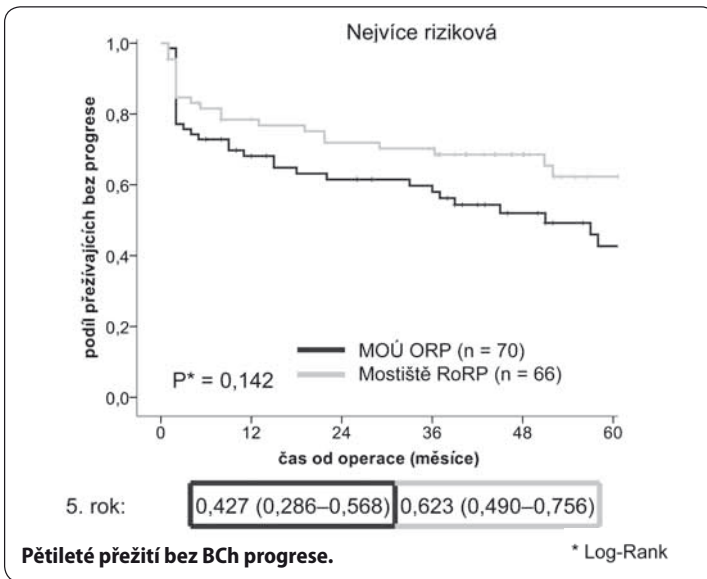 Nejvíce riziková
podíl přežívajících bez progrese
1,0
0,8
0,6
0,4
0,2
0,0
MOÚ ORP (n = 70)
Mostiště RoRP (n = 66)
P* = 0,142
0 12 24 36 48 60
čas od operace (měsíce)
5. rok: 0,427 (0,286–0,568) 0,623 (0,490–0,756)
Pětileté přežití bez BCh progrese.
* Log-Rank